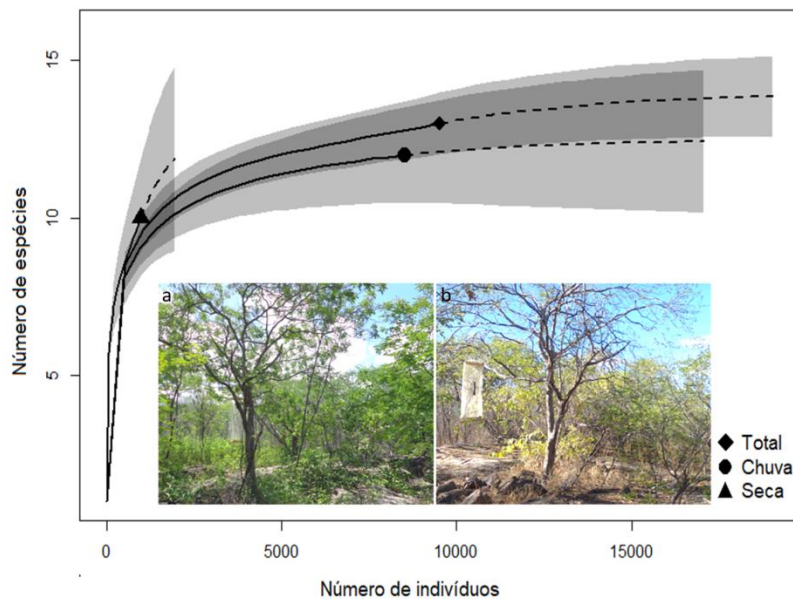 15
10
5
Número de espécies
a
b
Total
Chuva
Seca
0
5000
10000
15000
Número de indivíduos